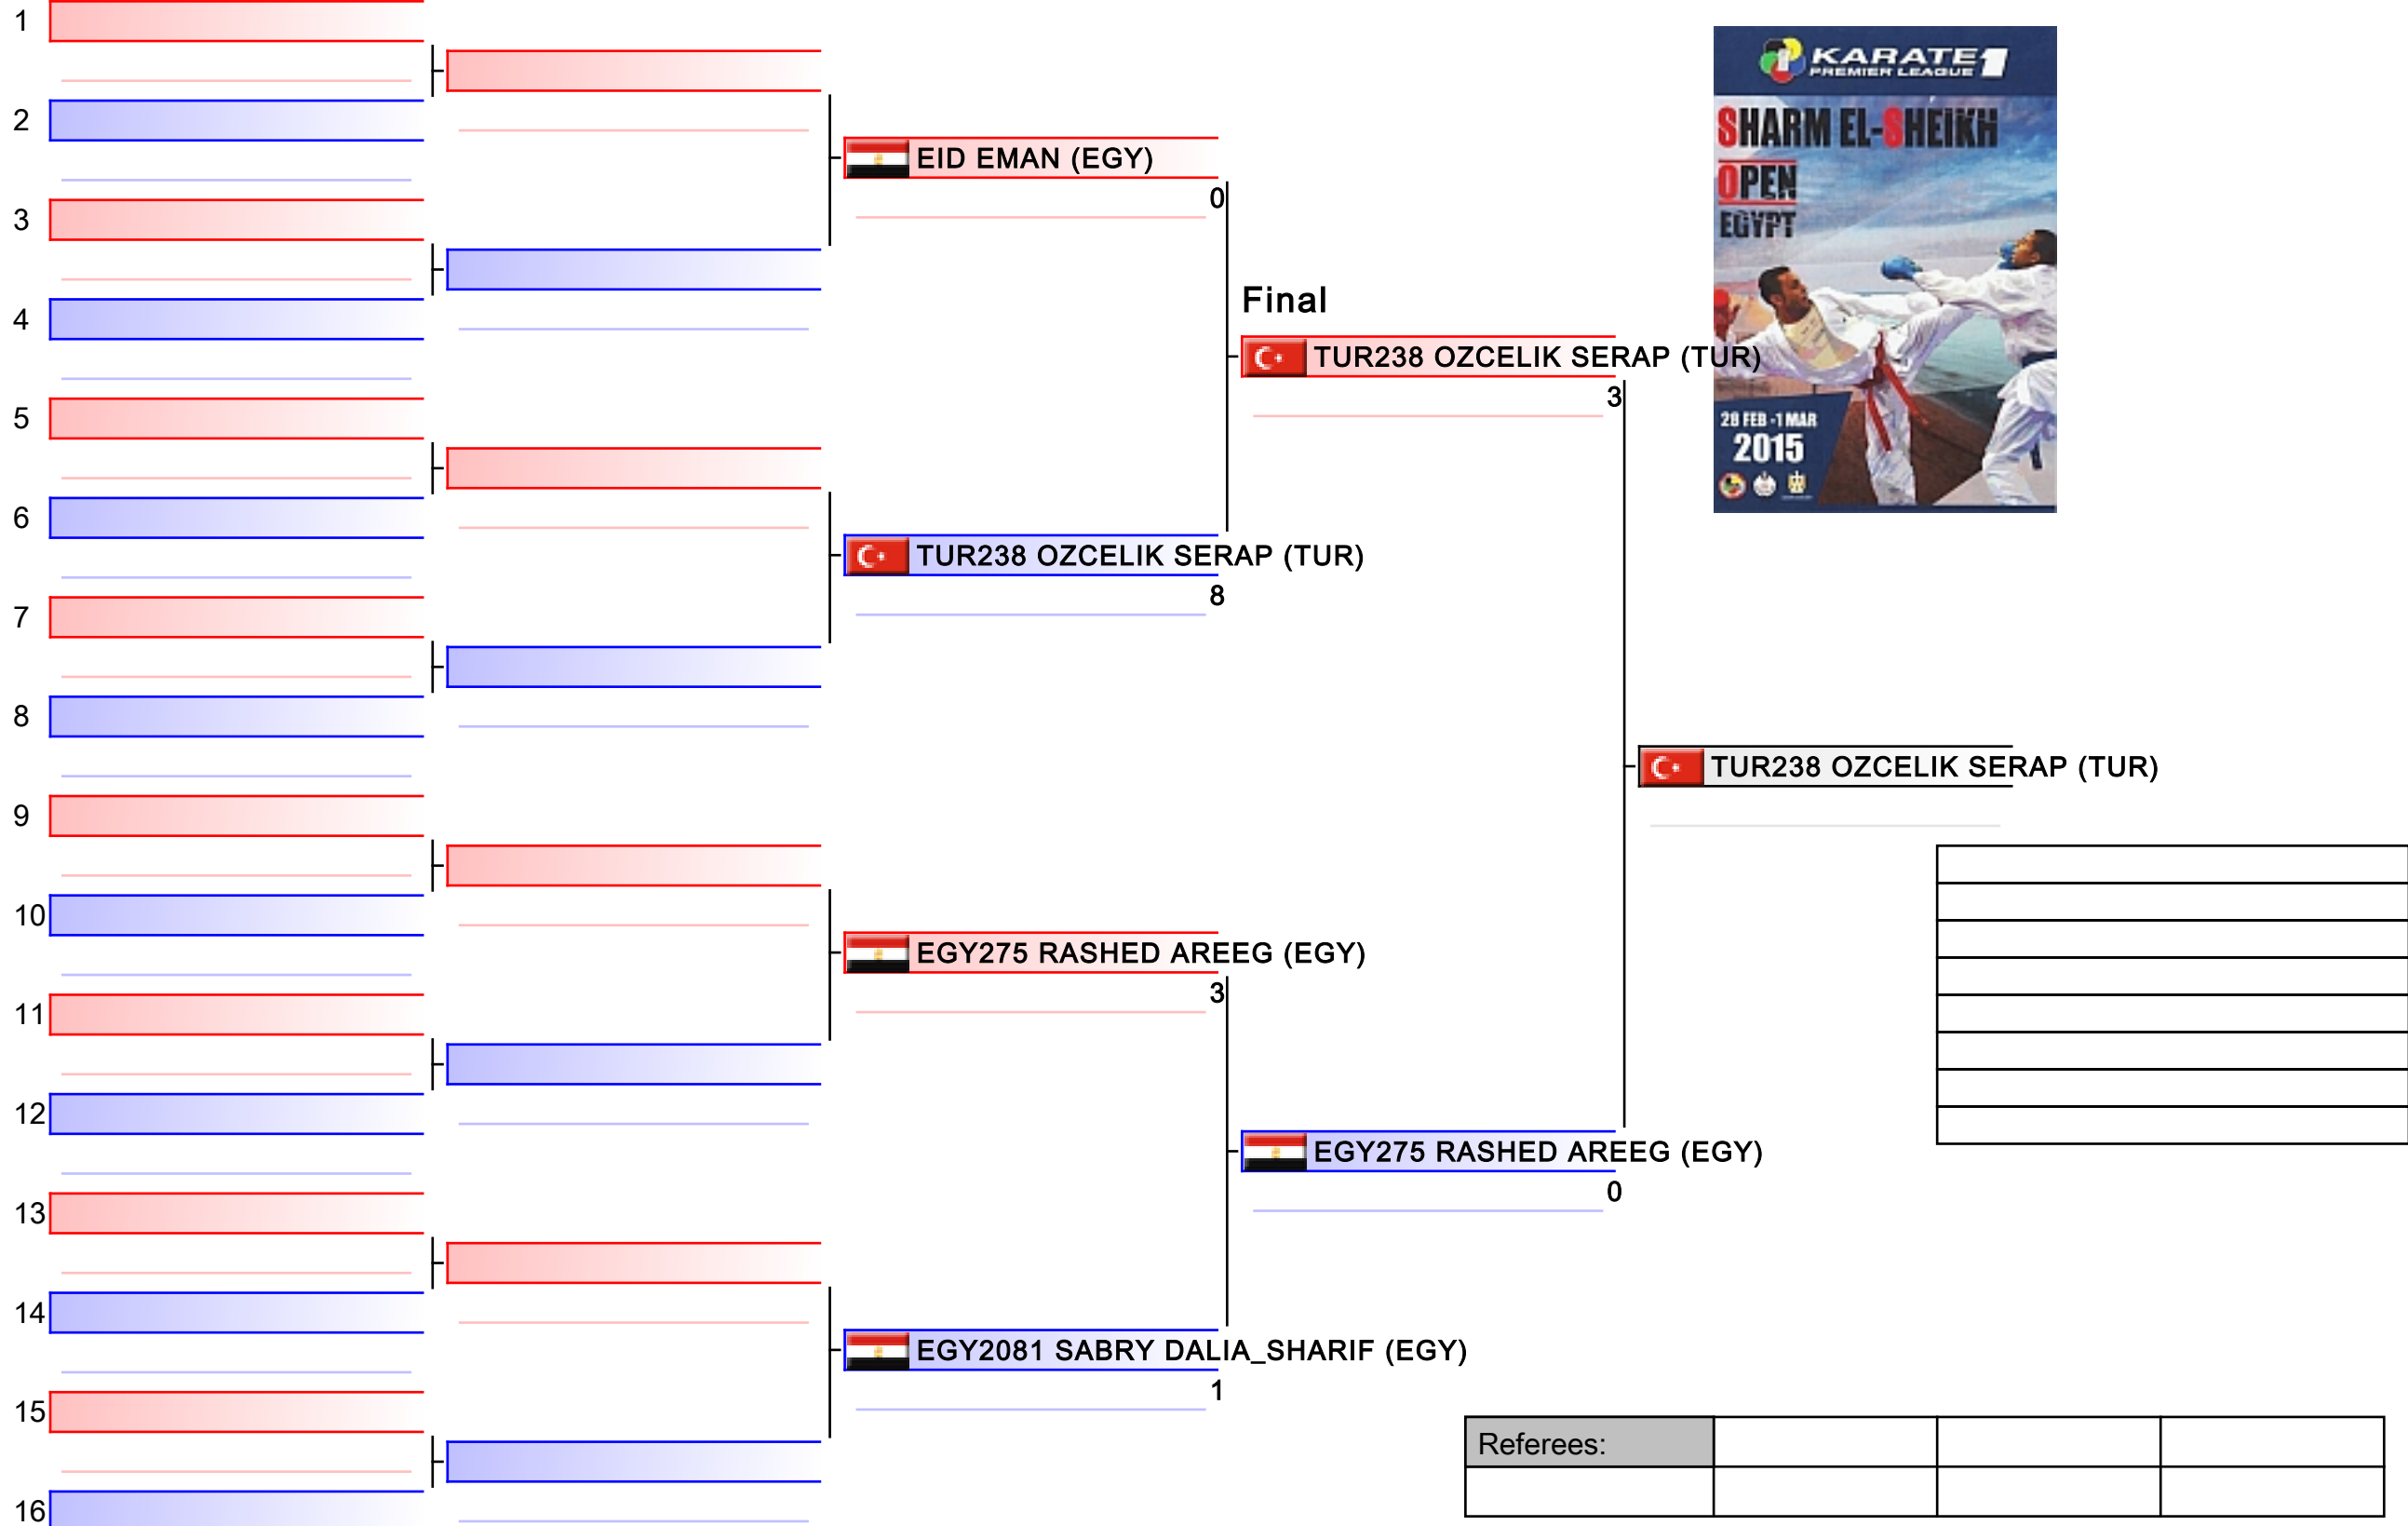 1
2
3
4
5
6
7
8
9
10
11
12
13
14
15
16
EID EMAN (EGY)
0
TUR238 OZCELIK SERAP (TUR)
8
EGY275 RASHED AREEG (EGY)
3
EGY2081 SABRY DALIA_SHARIF (EGY)
1
Final
TUR238 OZCELIK SERAP (TUR)
3
EGY275 RASHED AREEG (EGY)
0
TUR238 OZCELIK SERAP (TUR)
KARATE 1
PREMIER LEAGUE
SHARM EL-SHEIKH
OPEN
EGYPT
28 FEB -1 MAR
2015
Referees: